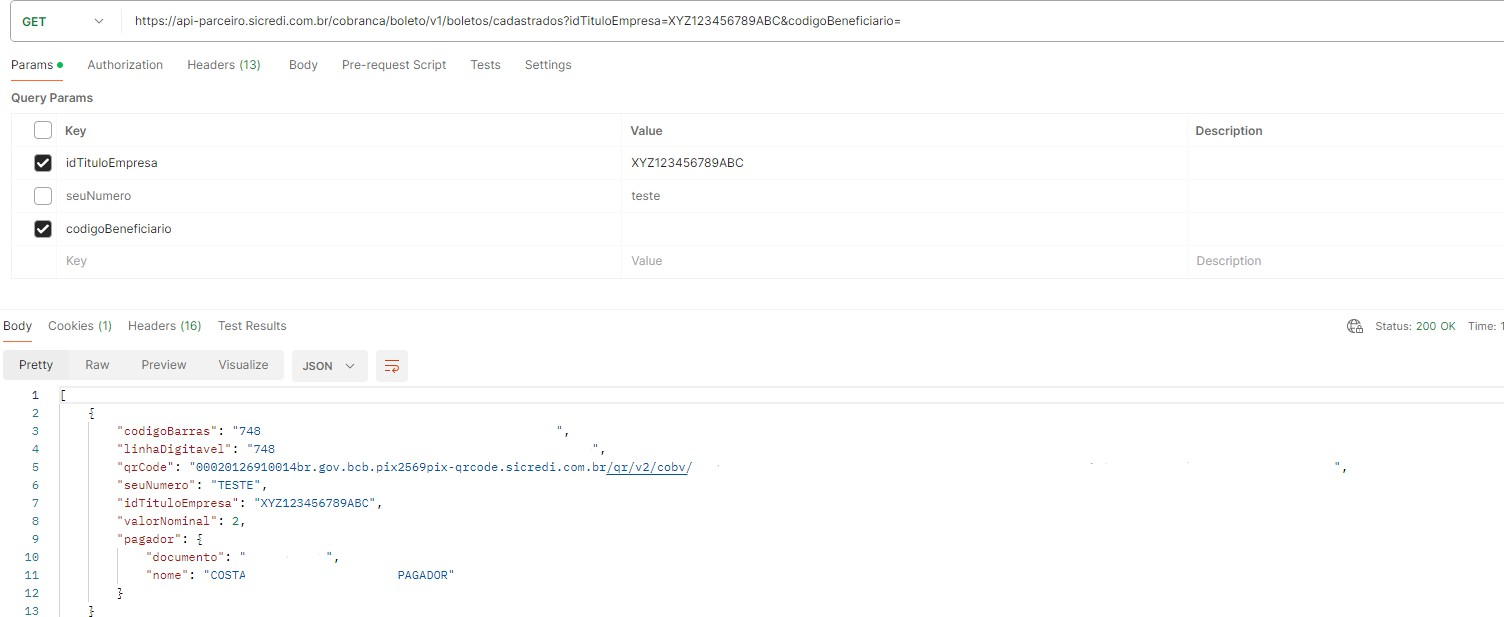 GET https://api-parceiro.sicredi.com.br/cobranca/boleto/v1/boletos/cadastrados?idTituloEmpresa=XYZ123456789ABC&codigoBeneficiario=
Params Authorization Headers (13) Body Pre-request Script Tests Settings
Query Params
Key Value Description
idTituloEmpresa XYZ123456789ABC
seuNumero teste
codigoBeneficiario
Key Value Description
Body Cookies (1) Headers (16) Test Results Status: 200 OK Time: 1
Pretty Raw Preview Visualize JSON
1 [
2 {
3 "codigoBarras": "748 ",
4 "linhaDigitavel": "748 ",
5 "qrCode": "00020126910014br.gov.bcb.pix2569pix-qrcode.sicredi.com.br/qr/v2/cobv/ ",
6 "seuNumero": "TESTE",
7 "idTituloEmpresa": "XYZ123456789ABC",
8 "valorNominal": 2,
9 "pagador": {
10 "documento": " ",
11 "nome": "COSTA PAGADOR"
12 }
13 }